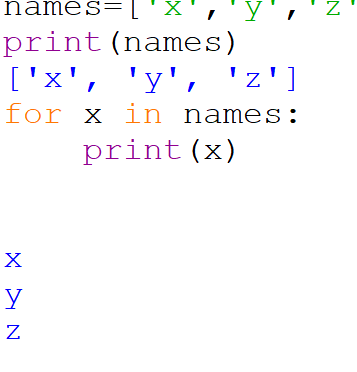 names=['x','y','z'
print(names)
['x', 'y', 'z']
for x in names:
    print(x)
x
y
z